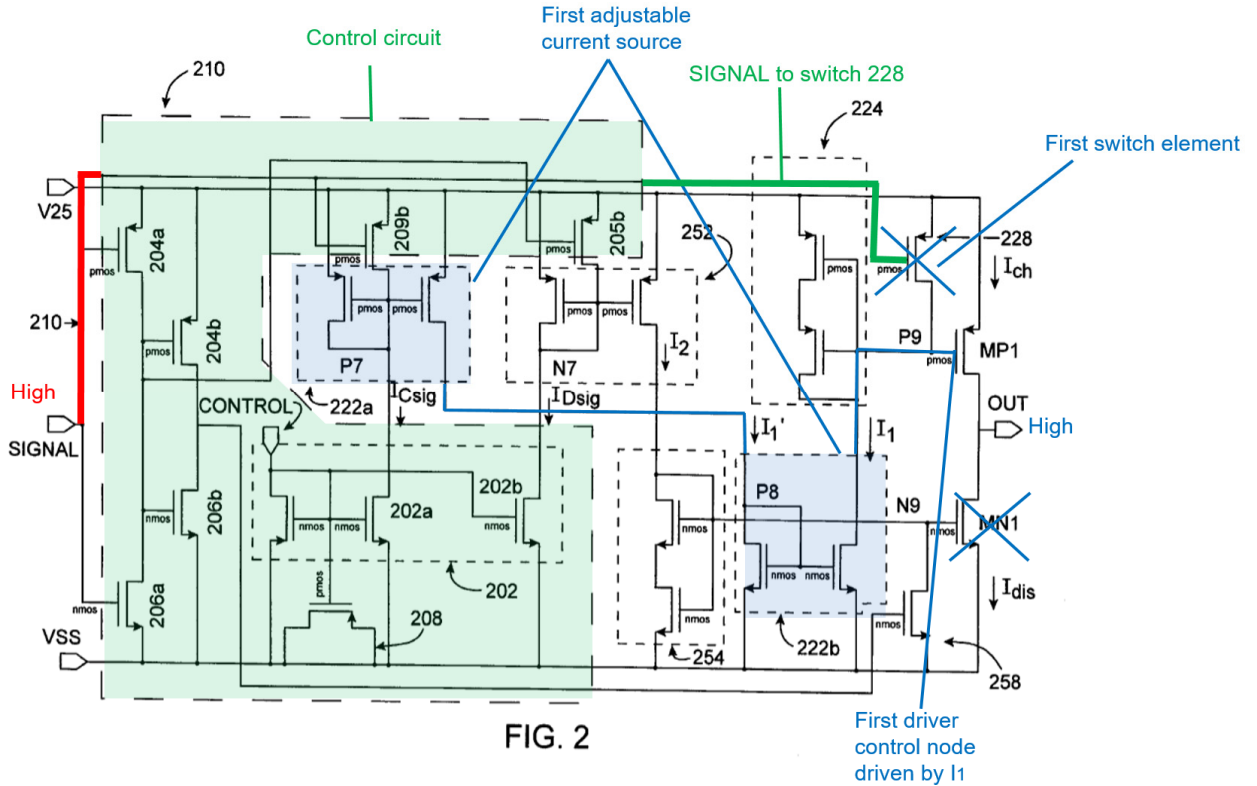 First adjustable
current source
Control circuit
210
SIGNAL to switch 228
224
First switch element
V25
204a
pmos
209b
pmos
205b
pmos
252
228
pmos
Ich
210
204b
pmos
pmos
pmos
pmos
pmos
P7
N7
I2
P9
pmos
MP1
High
222a
CONTROL
ICsig
IDsig
I1'
I1
OUT
High
SIGNAL
206b
nmos
202a
nmos
nmos
202b
nmos
nmos
P8
N9
nmos
MN1
206a
nmos
pmos
202
nmos
nmos
nmos
nmos
Idis
VSS
208
254
222b
258
FIG. 2
First driver
control node
driven by I1